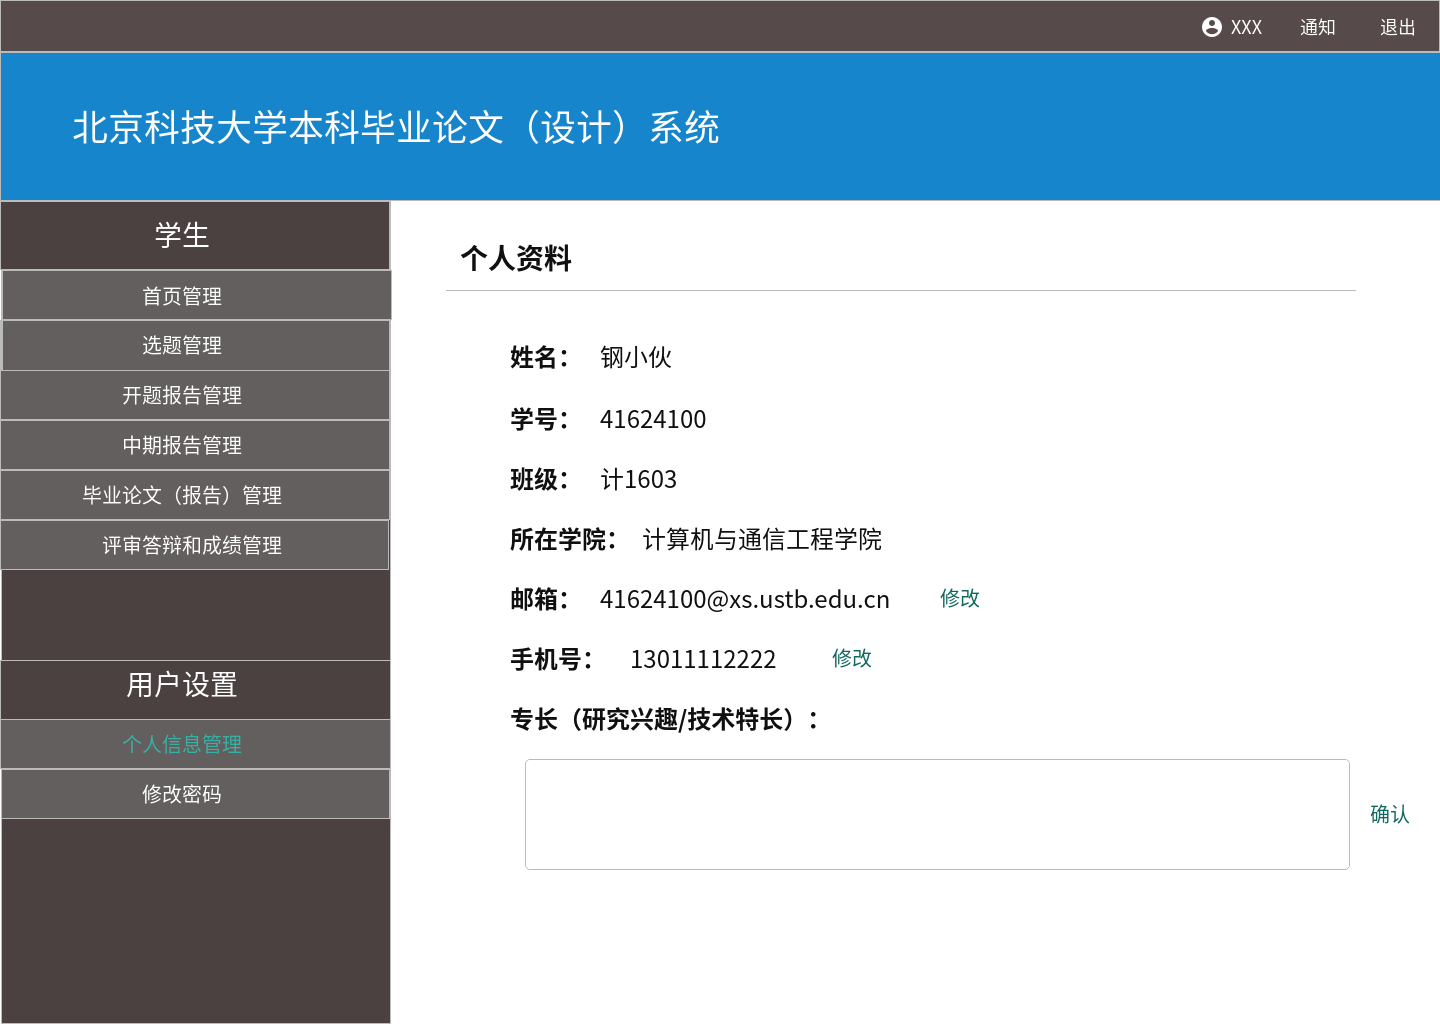 XXX 通知 退出
北京科技大学本科毕业论文（设计）系统
学生
首页管理
选题管理
开题报告管理
中期报告管理
毕业论文（报告）管理
评审答辩和成绩管理
用户设置
个人信息管理
修改密码
个人资料
姓名： 钢小伙
学号： 41624100
班级： 计1603
所在学院： 计算机与通信工程学院
邮箱： 41624100@xs.ustb.edu.cn 修改
手机号： 13011112222 修改
专长（研究兴趣/技术特长）：
确认